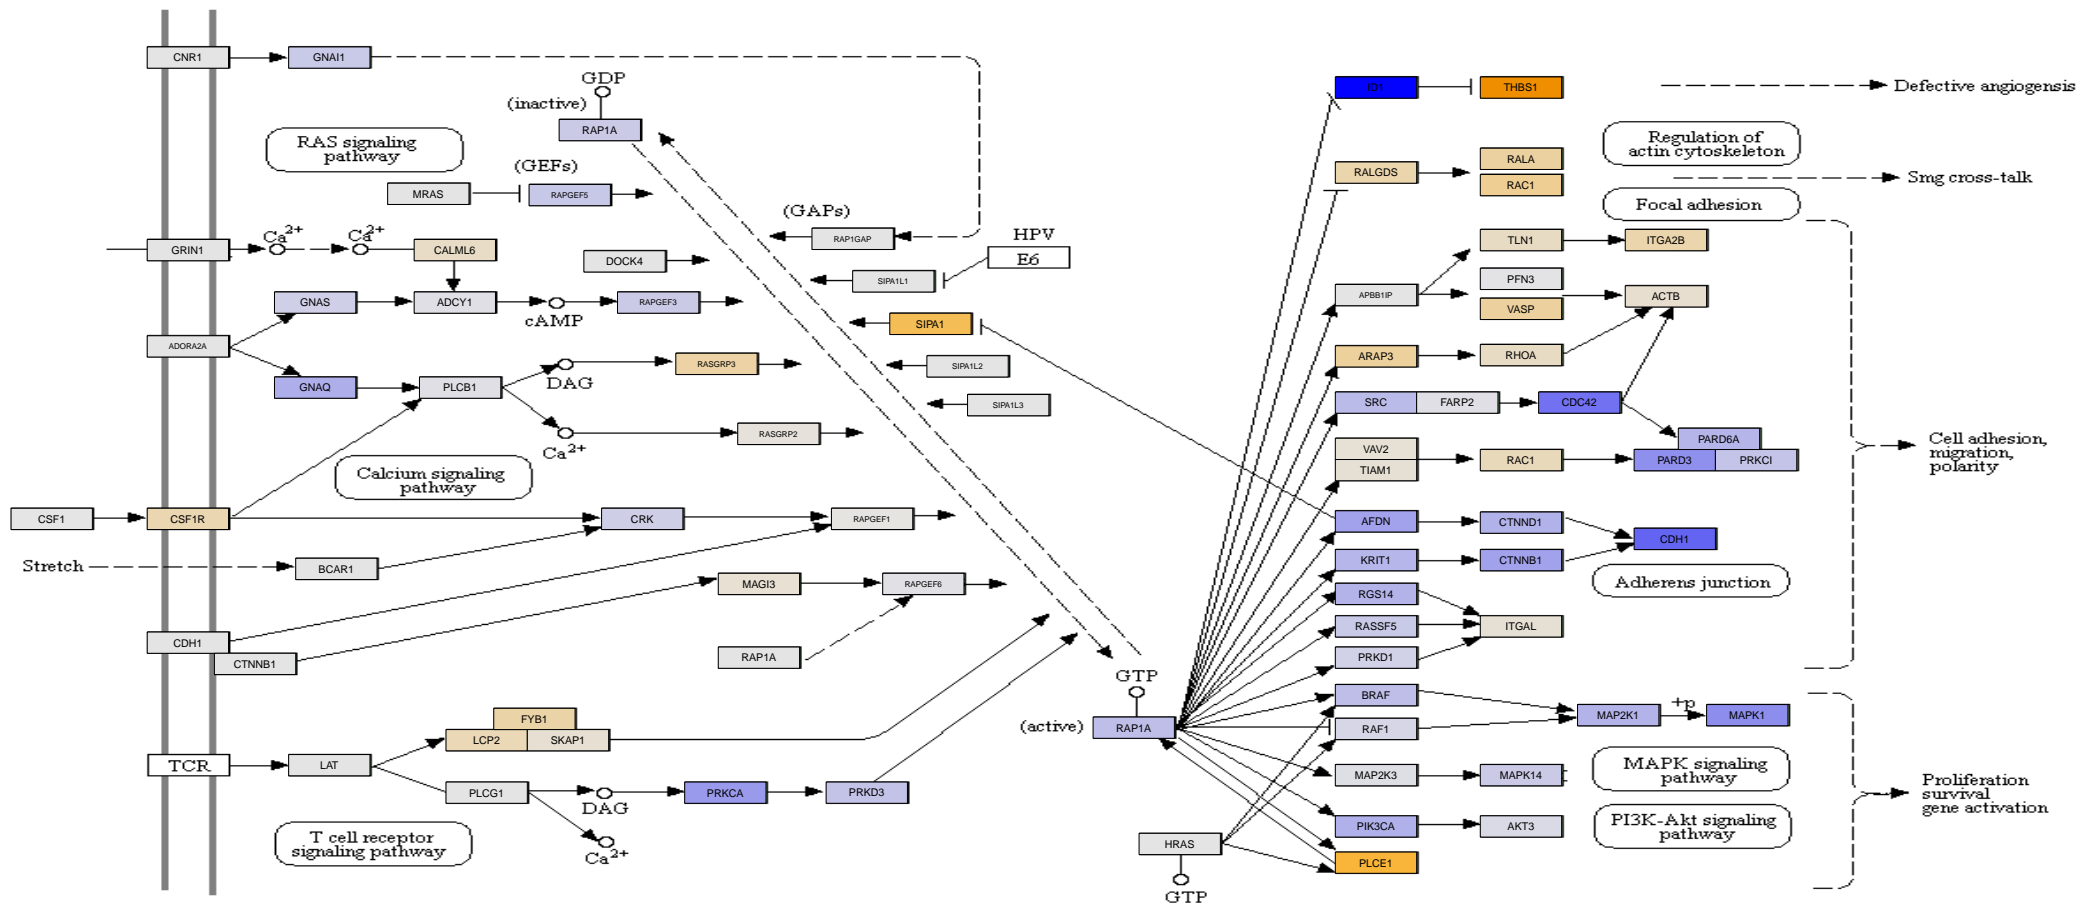 CNR1
GNAI1
GDP
(inactive)
RAP1A
RAS signaling
pathway
(GEFs)
MRAS
RAPGEF5
(GAPs)
RAP1GAP
HPV
E6
GRIN1
Ca2+
Ca2+
CALML6
DOCK4
SIPA1L1
GNAS
ADCY1
cAMP
RAPGEF3
SIPA1
ADORA2A
GNAQ
PLCB1
DAG
RASGRP3
SIPA1L2
SIPA1L3
Ca2+
RASGRP2
Calcium signaling
pathway
CSF1
CSF1R
CRK
RAPGEF1
Stretch
BCAR1
MAGI3
RAPGEF6
CDH1
CTNNB1
RAP1A
FYB1
LCP2
SKAP1
TCR
LAT
PLCG1
DAG
PRKCA
PRKD3
Ca2+
T cell receptor
signaling pathway
GTP
(active)
RAP1A
HRAS
GTP
ID1
THBS1
Defective angiogensis
Regulation of
actin cytoskeleton
RALGDS
RALA
RAC1
Smg cross-talk
Focal adhesion
TLN1
ITGA2B
APBB1IP
PFN3
VASP
ACTB
ARAP3
RHOA
SRC
FARP2
CDC42
PARD6A
PARD3
PRKCI
VAV2
TIAM1
RAC1
Cell adhesion,
migration,
polarity
AFDN
CTNND1
CDH1
KRIT1
CTNNB1
Adherens junction
RGS14
RASSF5
ITGAL
PRKD1
BRAF
RAF1
MAP2K1
+p
MAPK1
MAP2K3
MAPK14
MAPK signaling
pathway
Prolifemtion
survival
gene activation
PIK3CA
AKT3
PI3K-Akt signaling
pathway
PLCE1